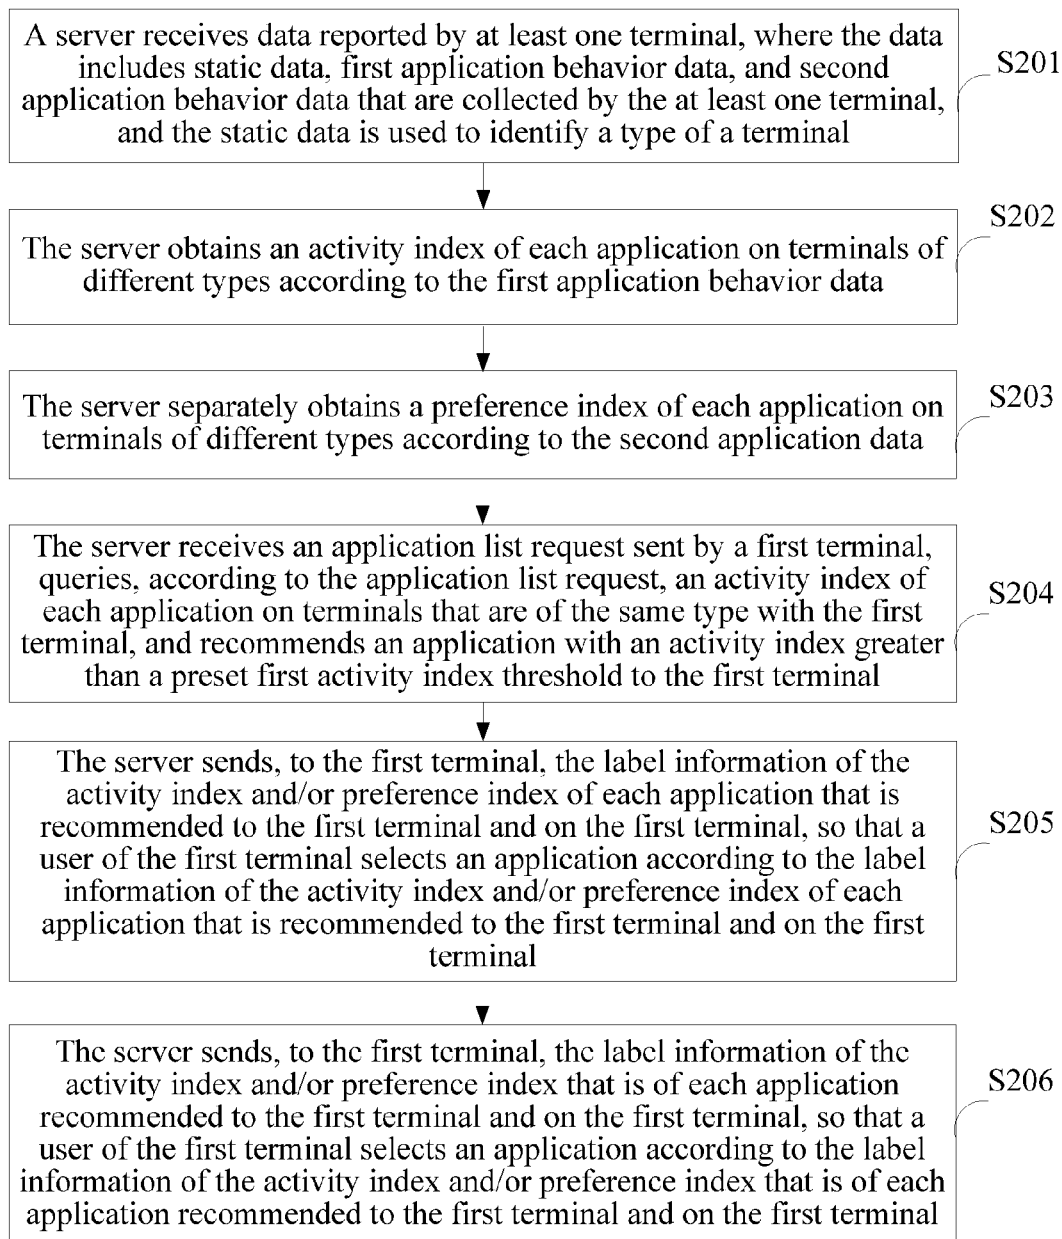 A server receives data reported by at least one terminal, where the data
includes static data, first application behavior data, and second
application behavior data that are collected by the at least one terminal,
and the static data is used to identify a type of a terminal
S201
The server obtains an activity index of each application on terminals of
different types according to the first application behavior data
S202
The server separately obtains a preference index of each application on
terminals of different types according to the second application data
S203
The server receives an application list request sent by a first terminal,
queries, according to the application list request, an activity index of
each application on terminals that are of the same type with the first
terminal, and recommends an application with an activity index greater
than a preset first activity index threshold to the first terminal
S204
The server sends, to the first terminal, the label information of the
activity index and/or preference index of each application that is
recommended to the first terminal and on the first terminal, so that a
user of the first terminal selects an application according to the label
information of the activity index and/or preference index of each
application that is recommended to the first terminal and on the first
terminal
S205
The server sends, to the first terminal, the label information of the
activity index and/or preference index that is of each application
recommended to the first terminal and on the first terminal, so that a
user of the first terminal selects an application according to the label
information of the activity index and/or preference index that is of each
application recommended to the first terminal and on the first terminal
S206